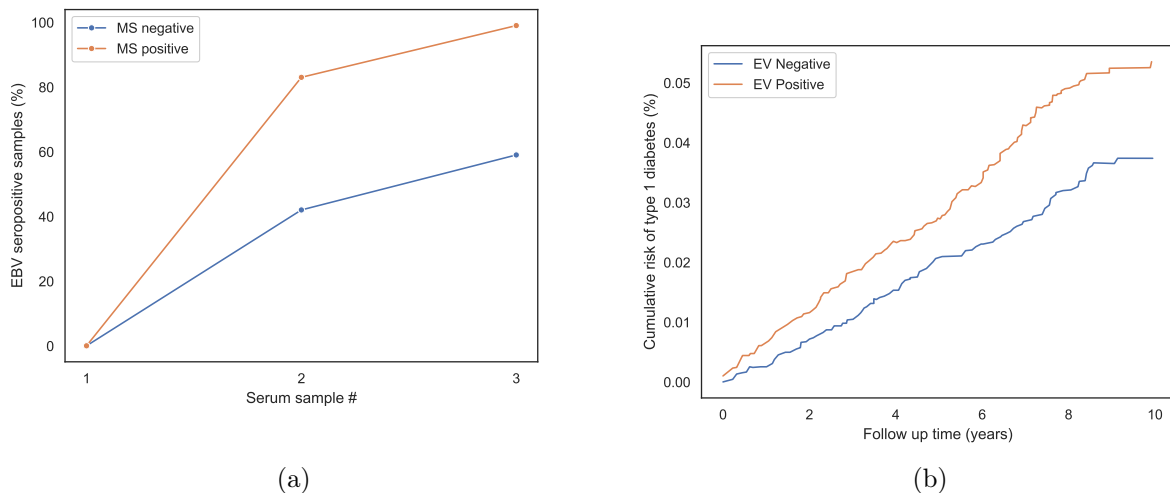 MS negative
MS positive
EBV seropositive samples (%)
100
80
60
40
20
0
1 2 3
Serum sample #
(a)
EV Negative
EV Positive
Cumulative risk of type 1 diabetes (%)
0.05
0.04
0.03
0.02
0.01
0.00
0 2 4 6 8 10
Follow up time (years)
(b)